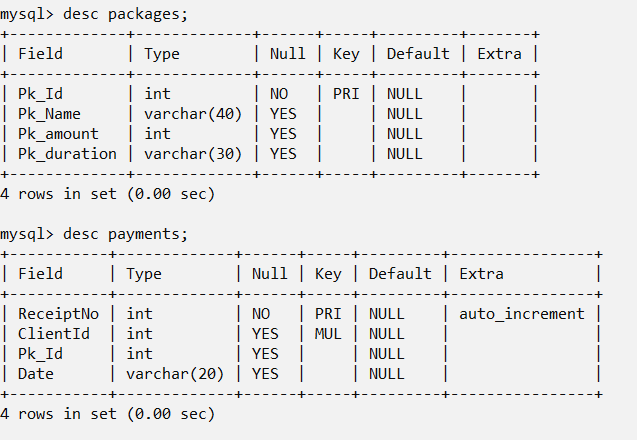 mysql> desc packages;
+-------------+-------------+------+-----+---------+-------+
| Field       | Type        | Null | Key | Default | Extra |
+-------------+-------------+------+-----+---------+-------+
| Pk_Id       | int         | NO   | PRI | NULL    |       |
| Pk_Name     | varchar(40) | YES  |     | NULL    |       |
| Pk_amount   | int         | YES  |     | NULL    |       |
| Pk_duration | varchar(30) | YES  |     | NULL    |       |
+-------------+-------------+------+-----+---------+-------+
4 rows in set (0.00 sec)
mysql> desc payments;
+-----------+-------------+------+-----+---------+----------------+
| Field     | Type        | Null | Key | Default | Extra          |
+-----------+-------------+------+-----+---------+----------------+
| ReceiptNo | int         | NO   | PRI | NULL    | auto_increment |
| ClientId  | int         | YES  | MUL | NULL    |                |
| Pk_Id     | int         | YES  |     | NULL    |                |
| Date      | varchar(20) | YES  |     | NULL    |                |
+-----------+-------------+------+-----+---------+----------------+
4 rows in set (0.00 sec)